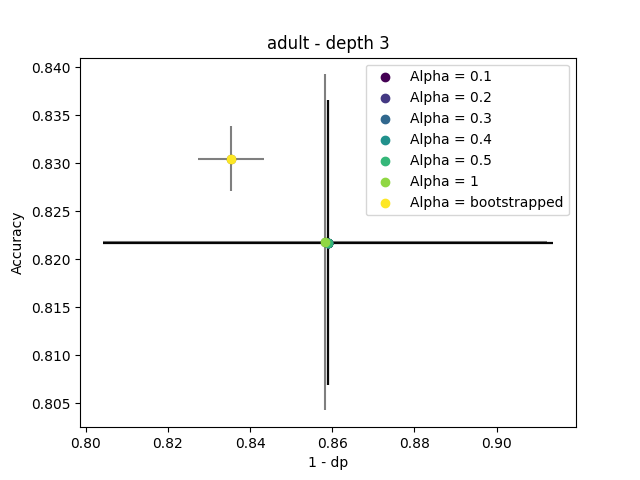 adult - depth 3
0.840
0.835
0.830
0.825
0.820
0.815
0.810
0.805
Accuracy
Alpha = 0.1
Alpha = 0.2
Alpha = 0.3
Alpha = 0.4
Alpha = 0.5
Alpha = 1
Alpha = bootstrapped
0.80 0.82 0.84 0.86 0.88 0.90
1 - dp